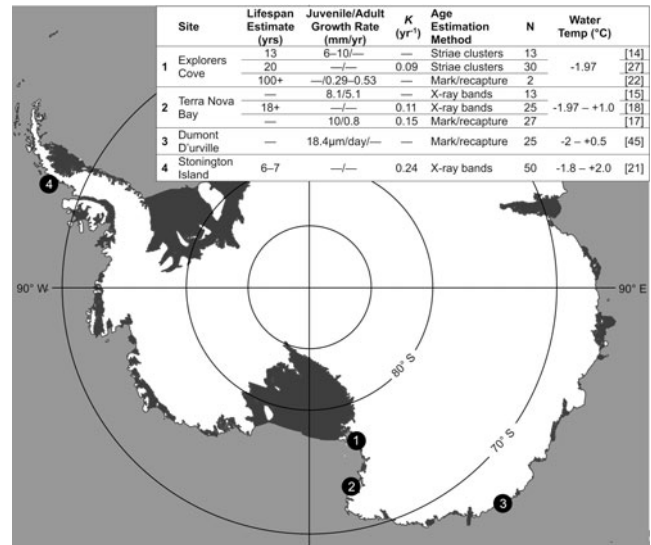 Site Lifespan Estimate (yrs) Juvenile/Adult Growth Rate (mm/yr) K (yr⁻¹) Age Estimation Method N Water Temp (°C)
1 Explorers Cove 13 6–10/— — Striae clusters 13 -1.97 [14]
20 —/— 0.09 Striae clusters 30 [27]
100+ —/0.29–0.53 — Mark/recapture 2 [22]
2 Terra Nova Bay — 8.1/5.1 — X-ray bands 13 -1.97 – +1.0 [15]
18+ —/— 0.11 X-ray bands 25 [18]
— 10/0.8 0.15 Mark/recapture 27 [17]
3 Dumont D'urville — 18.4µm/day/— — Mark/recapture 25 -2 – +0.5 [45]
4 Stonington Island 6–7 —/— 0.24 X-ray bands 50 -1.8 – +2.0 [21]
4
90° W
90° E
80° S
70° S
1
2
3